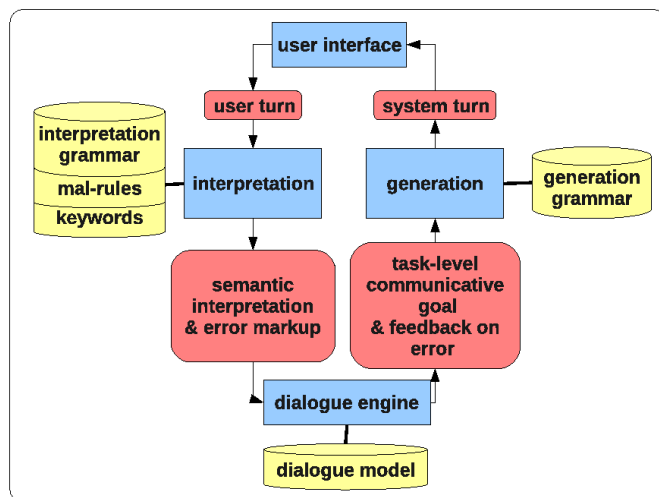 user interface
user turn
system turn
interpretation
grammar
mal-rules
keywords
interpretation
generation
generation
grammar
semantic
interpretation
& error markup
task-level
communicative
goal
& feedback on
error
dialogue engine
dialogue model